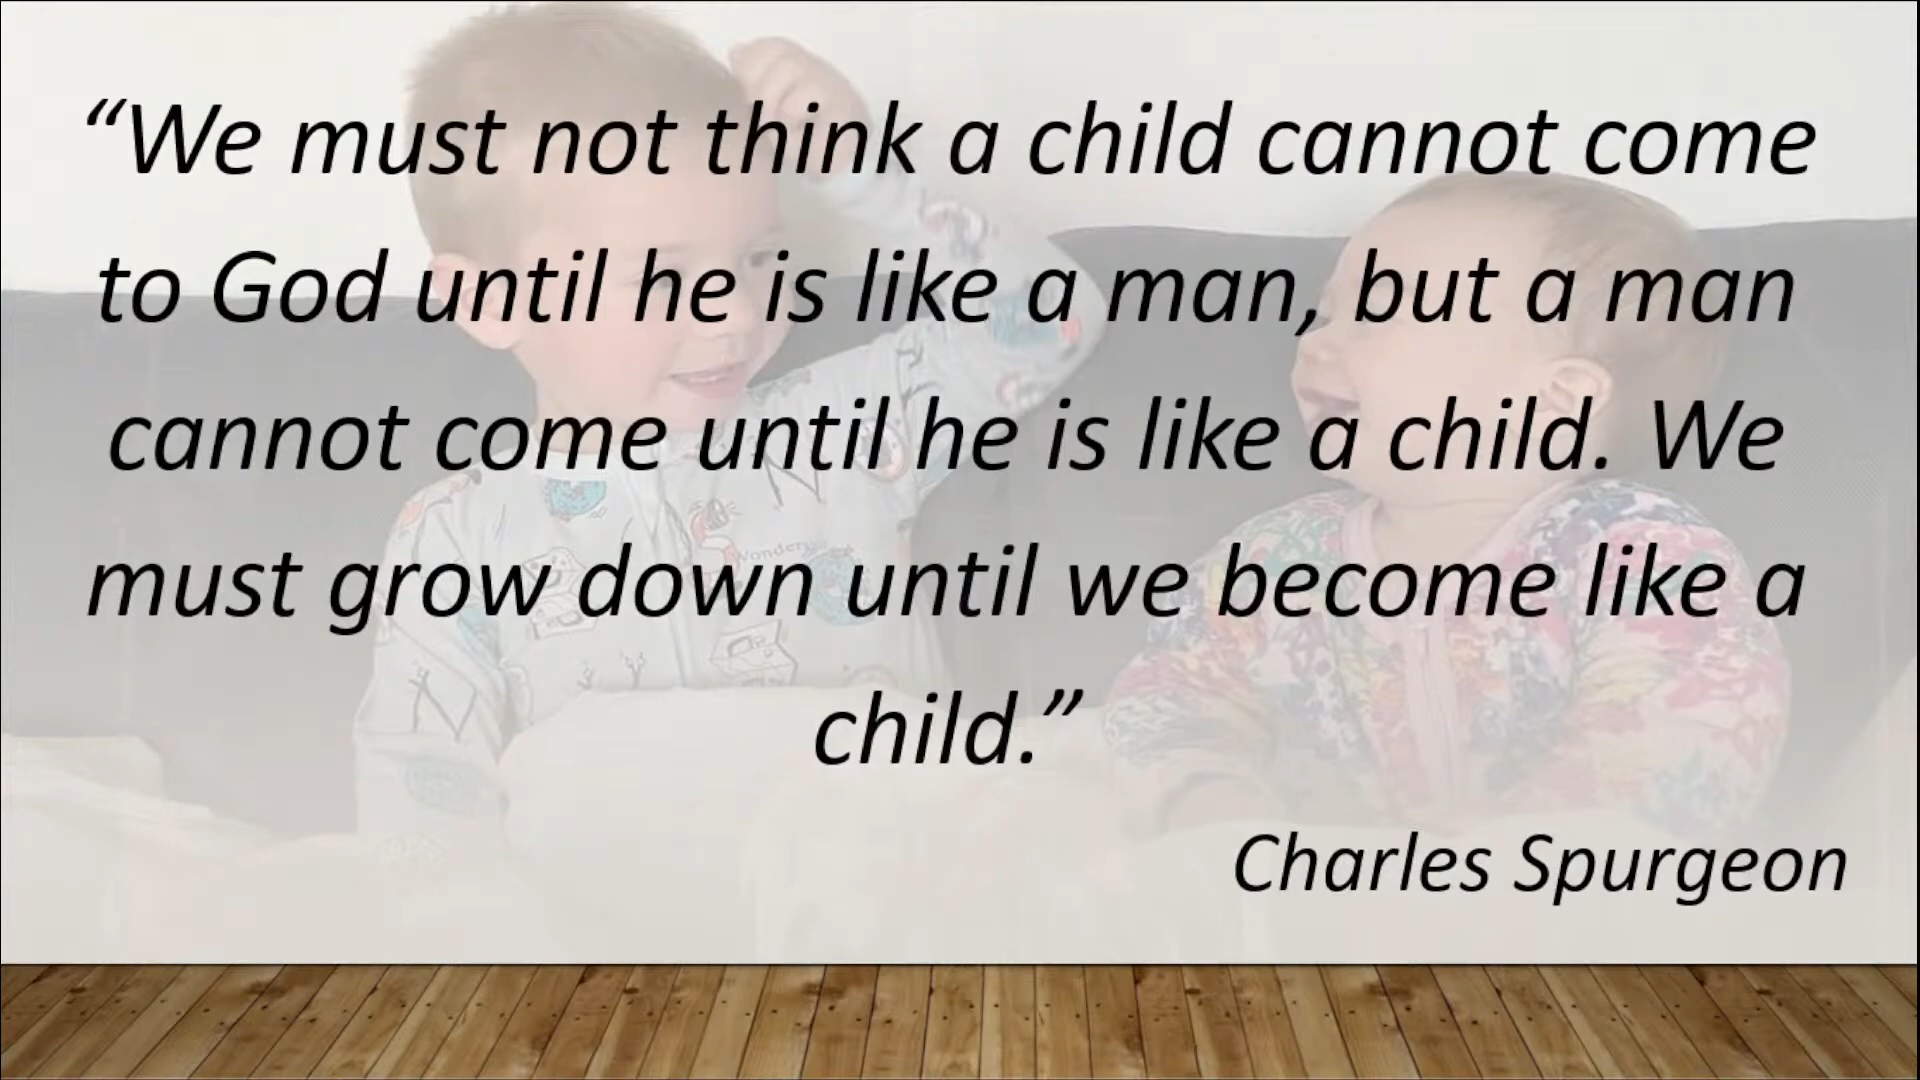 “We must not think a child cannot come
to God until he is like a man, but a man
cannot come until he is like a child. We
must grow down until we become like a
child.”
Charles Spurgeon